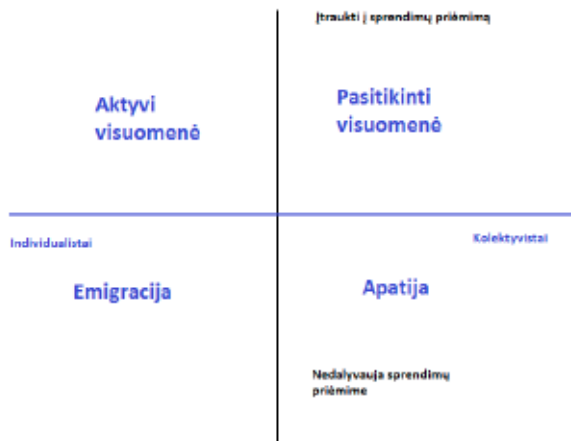 Įtraukti į sprendimų priėmimą
Aktyvi
visuomenė
Pasitikinti
visuomenė
Individualistai
Kolektyvistai
Emigracija
Apatija
Nedalyvauja sprendimų
priėmime